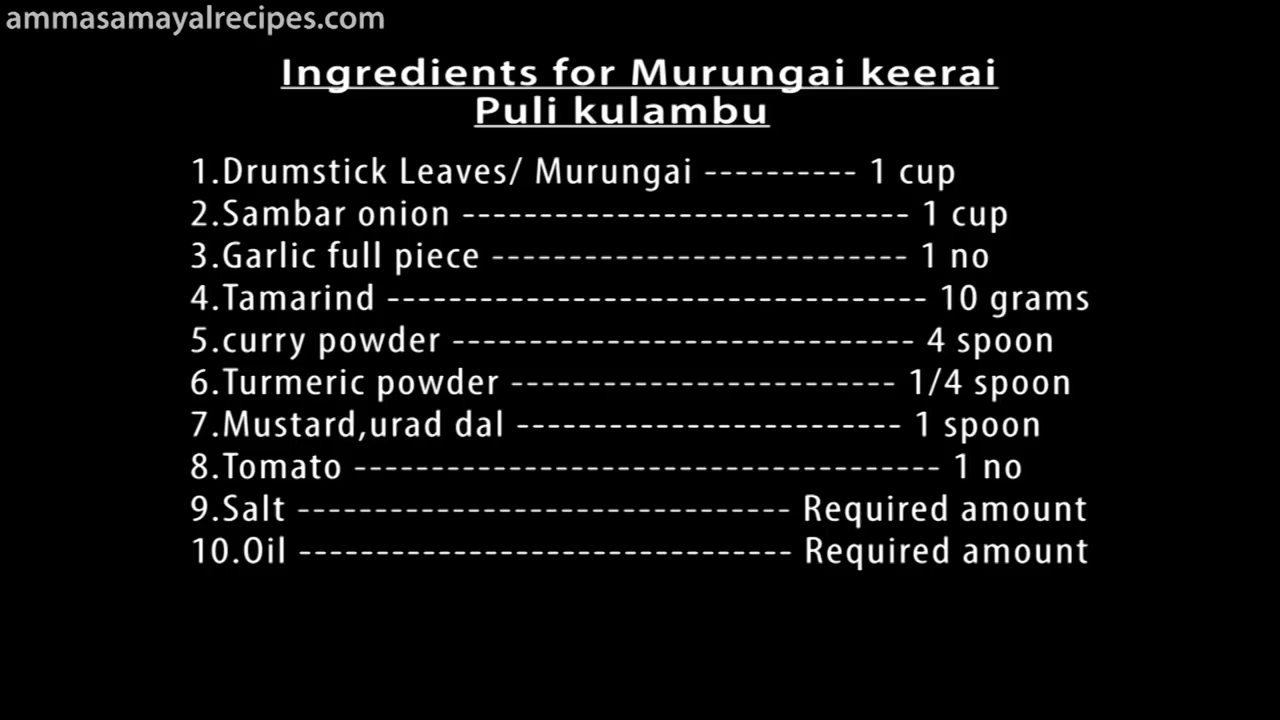 ammasamayalrecipes.com
Ingredients for Murungai keerai
Puli kulambu
1.Drumstick Leaves/ Murungai ---------- 1 cup
2.Sambar onion ----------------------------- 1 cup
3.Garlic full piece --------------------------- 1 no
4.Tamarind ----------------------------------- 10 grams
5.curry powder ------------------------------ 4 spoon
6.Turmeric powder ------------------------- 1/4 spoon
7.Mustard,urad dal ------------------------- 1 spoon
8.Tomato -------------------------------------- 1 no
9.Salt -------------------------------- Required amount
10.Oil -------------------------------- Required amount